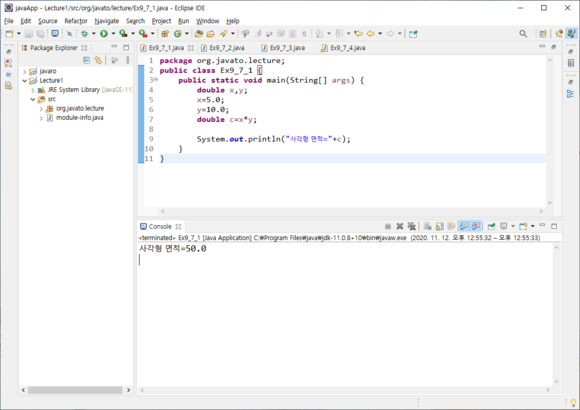 javaApp - Lecture1/src/org/javato/lecture/Ex9_7_1.java - Eclipse IDE
File Edit Source Refactor Navigate Search Project Run Window Help
Package Explorer
javaro
Lecture1
JRE System Library [JavaSE-11]
src
org.javato.lecture
module-info.java
Ex9_7_1.java Ex9_7_2.java Ex9_7_3.java Ex9_7_4.java
1 package org.javato.lecture;
2 public class Ex9_7_1 {
3 public static void main(String[] args) {
4 double x,y;
5 x=5.0;
6 y=10.0;
7 double c=x*y;
8
9 System.out.println("사각형 면적="+c);
10 }
11 }
Console
<terminated> Ex9_7_1 [Java Application] C:₩Program Files₩java₩jdk-11.0.8+10₩bin₩javaw.exe (2020. 11. 12. 오후 12:55:32 – 오후 12:55:33)
사각형 면적=50.0